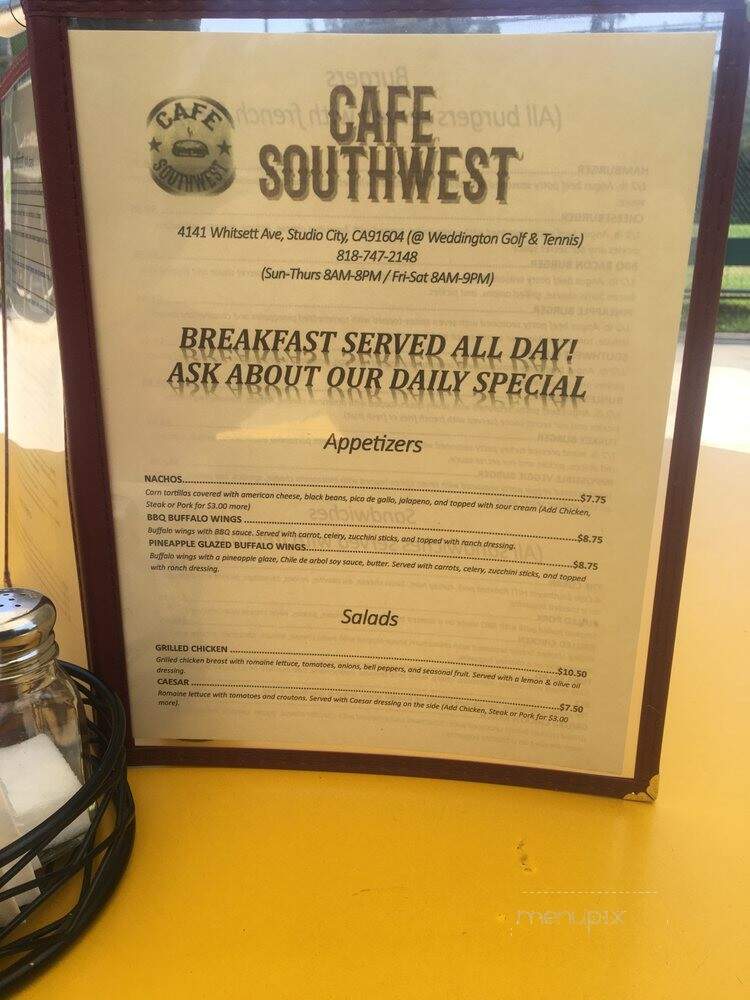 CAFE
SOUTHWEST
CAFE
SOUTHWEST
4141 Whitsett Ave, Studio City, CA91604 (@ Weddington Golf & Tennis)
818-747-2148
(Sun-Thurs 8AM-8PM / Fri-Sat 8AM-9PM)
BREAKFAST SERVED ALL DAY!
ASK ABOUT OUR DAILY SPECIAL
Appetizers
NACHOS........$7.75
Corn tortillas covered with american cheese, black beans, pico de gallo, jalapeno, and topped with sour cream (Add Chicken,
Steak or Pork for $3.00 more)
BBQ BUFFALO WINGS ........$8.75
Buffalo wings with BBQ sauce. Served with carrot, celery, zucchini sticks, and topped with ranch dressing.
PINEAPPLE GLAZED BUFFALO WINGS........$8.75
Buffalo wings with a pineapple glaze, Chile de arbol soy sauce, butter. Served with carrots, celery, zucchini sticks, and topped
with ranch dressing.
Salads
GRILLED CHICKEN ........$10.50
Grilled chicken breast with romaine lettuce, tomatoes, onions, bell peppers, and seasonal fruit. Served with a lemon & olive oil
dressing.
CAESAR ........$7.50
Romaine lettuce with tomatoes and croutons. Served with Caesar dressing on the side (Add Chicken, Steak or Pork for $3.00
more).
menupix